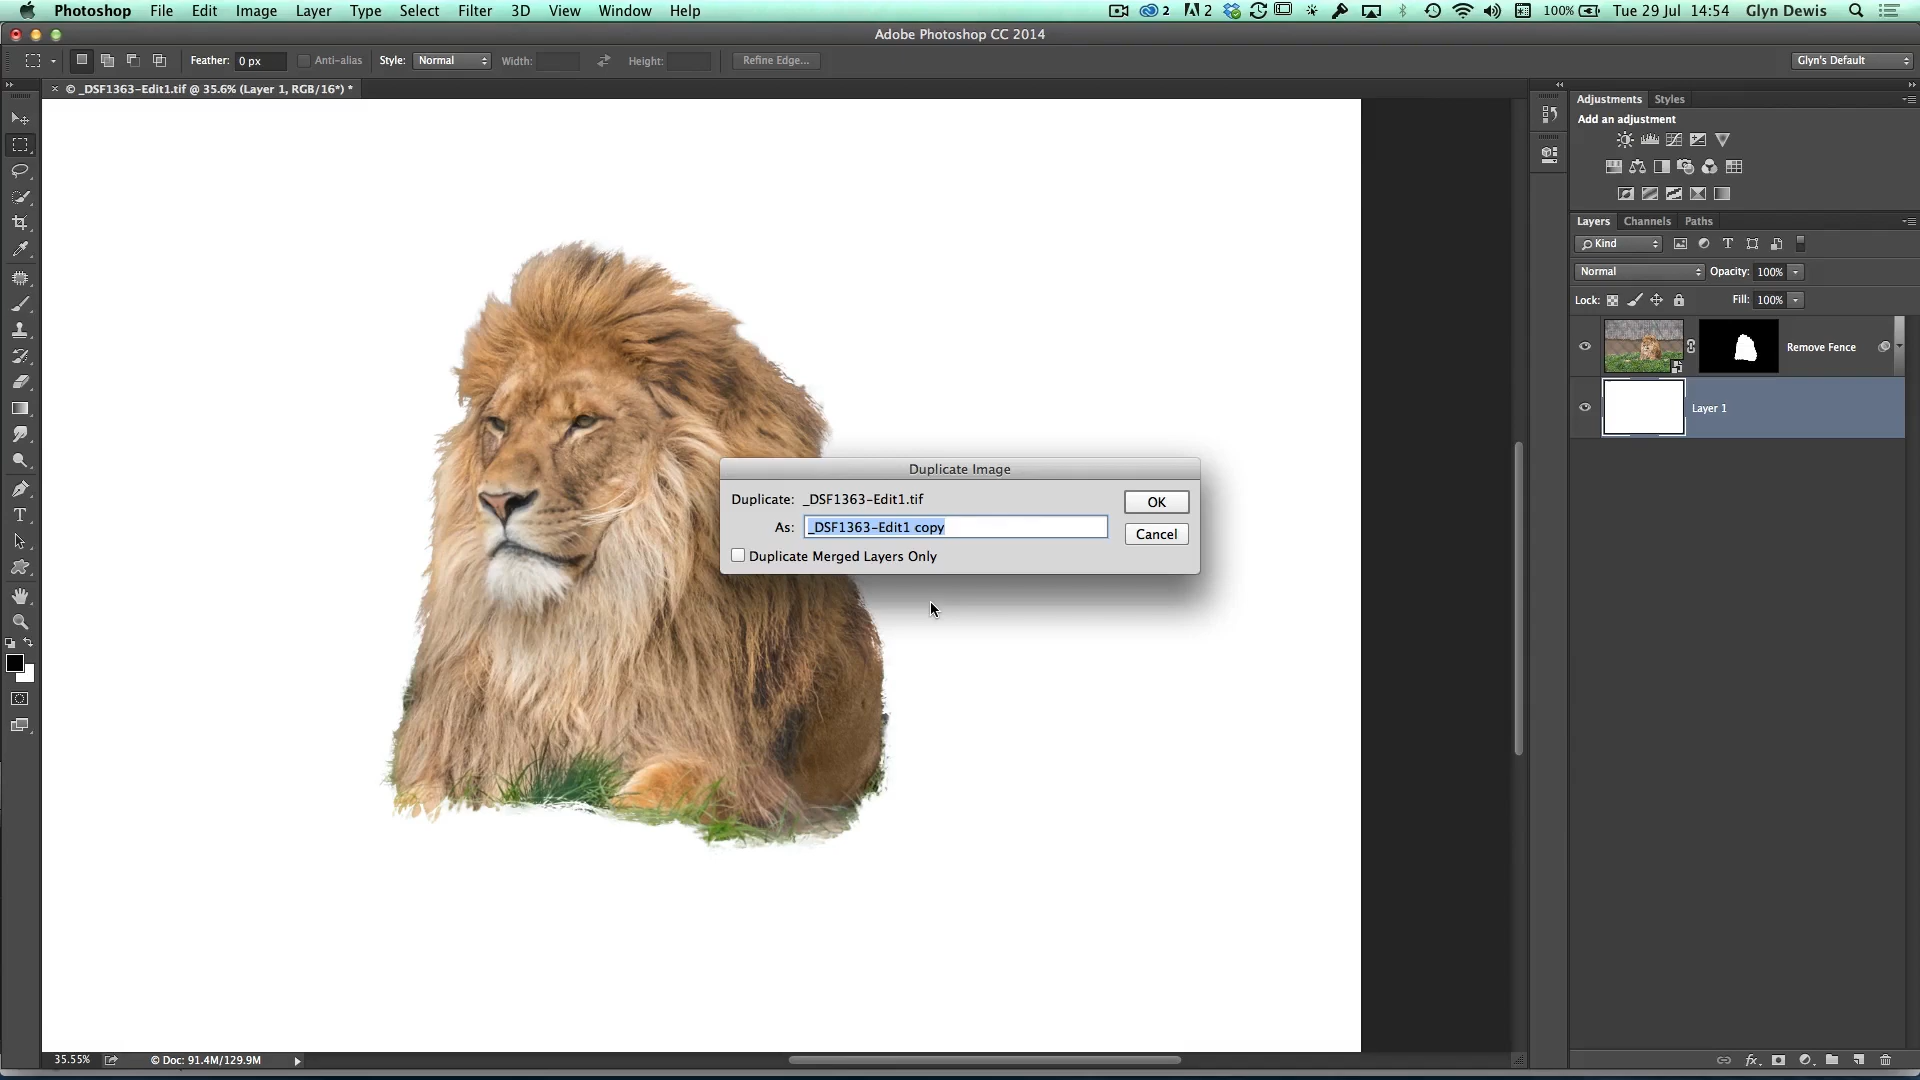 Photoshop File Edit Image Layer Type Select Filter 3D View Window Help 2 2 100% Tue 29 Jul 14:54 Glyn Dewis
Adobe Photoshop CC 2014
Feather: 0 px Anti-alias Style: Normal Width: Height: Refine Edge... Glyn's Default
© _DSF1363-Edit1.tif @ 35.6% (Layer 1, RGB/16*) *
Adjustments Styles
Add an adjustment
Layers Channels Paths
Kind
Normal Opacity: 100%
Lock: Fill: 100%
Remove Fence
Layer 1
Duplicate Image
Duplicate: _DSF1363-Edit1.tif OK
As: _DSF1363-Edit1 copy Cancel
Duplicate Merged Layers Only
35.55% © Doc: 91.4M/129.9M